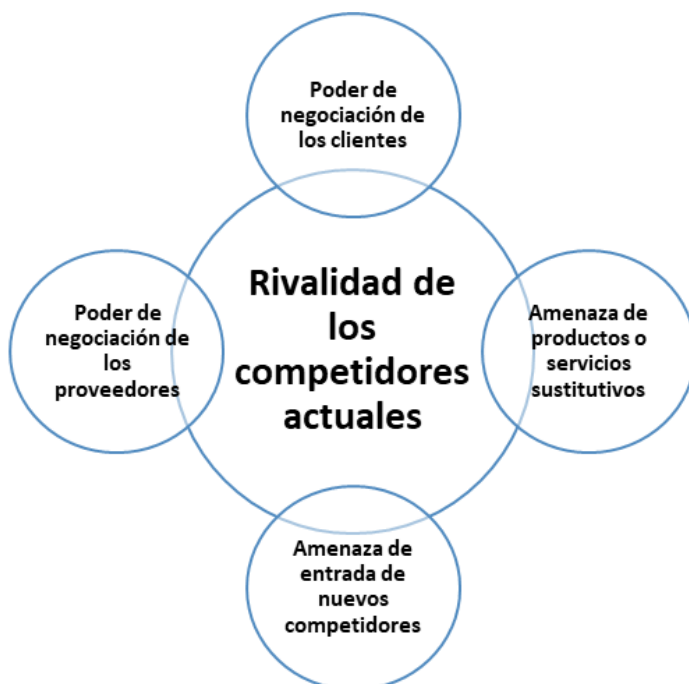 Poder de
negociación de
los clientes
Poder de
negociación de
los
proveedores
Rivalidad de
los
competidores
actuales
Amenaza de
productos o
servicios
sustitutivos
Amenaza de
entrada de
nuevos
competidores